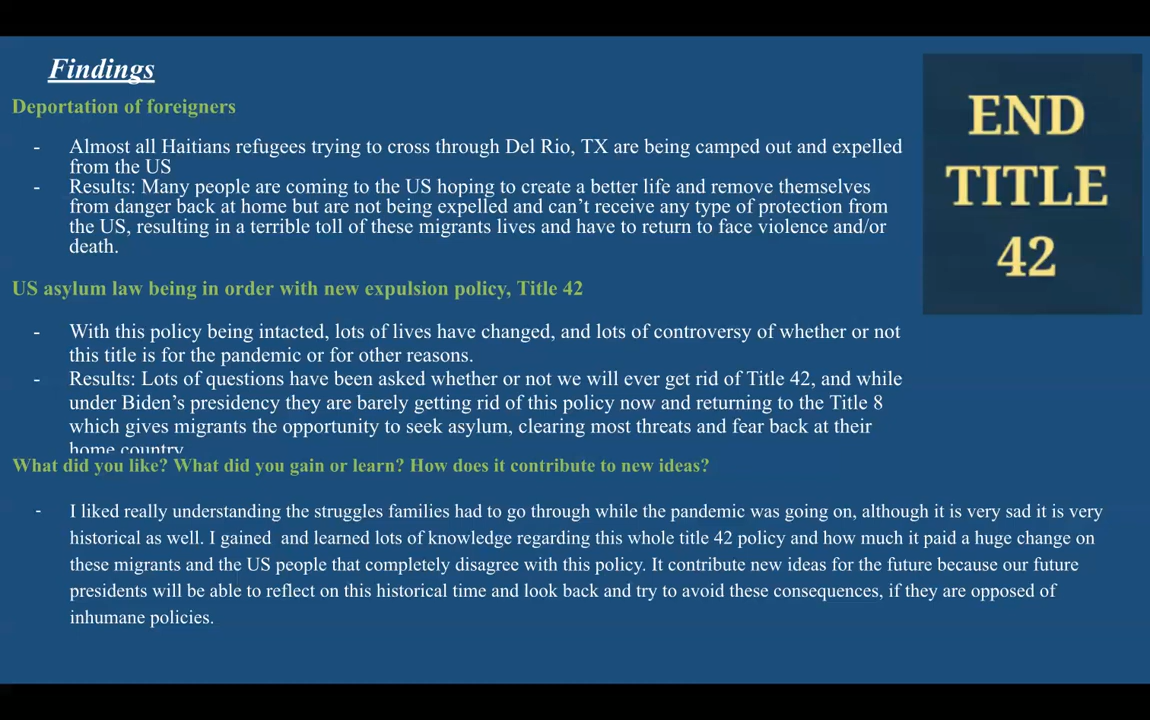 Findings
Deportation of foreigners
- Almost all Haitians refugees trying to cross through Del Rio, TX are being camped out and expelled
from the US
- Results: Many people are coming to the US hoping to create a better life and remove themselves
from danger back at home but are not being expelled and can't receive any type of protection from
the US, resulting in a terrible toll of these migrants lives and have to return to face violence and/or
death.
US asylum law being in order with new expulsion policy, Title 42
- With this policy being intacted, lots of lives have changed, and lots of controversy of whether or not
this title is for the pandemic or for other reasons.
- Results: Lots of questions have been asked whether or not we will ever get rid of Title 42, and while
under Biden's presidency they are barely getting rid of this policy now and returning to the Title 8
which gives migrants the opportunity to seek asylum, clearing most threats and fear back at their
home country
What did you like? What did you gain or learn? How does it contribute to new ideas?
- I liked really understanding the struggles families had to go through while the pandemic was going on, although it is very sad it is very
historical as well. I gained and learned lots of knowledge regarding this whole title 42 policy and how much it paid a huge change on
these migrants and the US people that completely disagree with this policy. It contribute new ideas for the future because our future
presidents will be able to reflect on this historical time and look back and try to avoid these consequences, if they are opposed of
inhumane policies.
END
TITLE
42